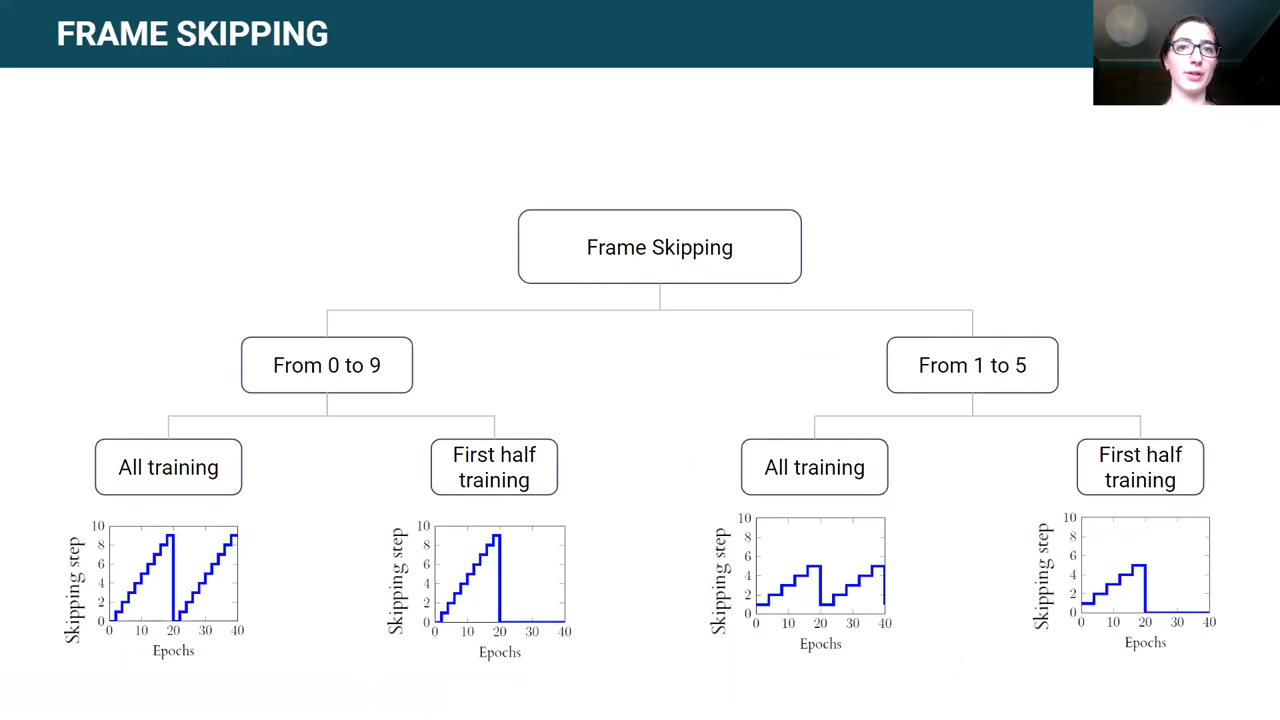 FRAME SKIPPING
Frame Skipping
From 0 to 9
From 1 to 5
All training
First half
training
All training
First half
training
10
8
6
4
2
0
Skipping step
0 10 20 30 40
Epochs
10
8
6
4
2
0
Skipping step
0 10 20 30 40
Epochs
10
8
6
4
2
0
Skipping step
0 10 20 30 40
Epochs
10
8
6
4
2
0
Skipping step
0 10 20 30 40
Epochs